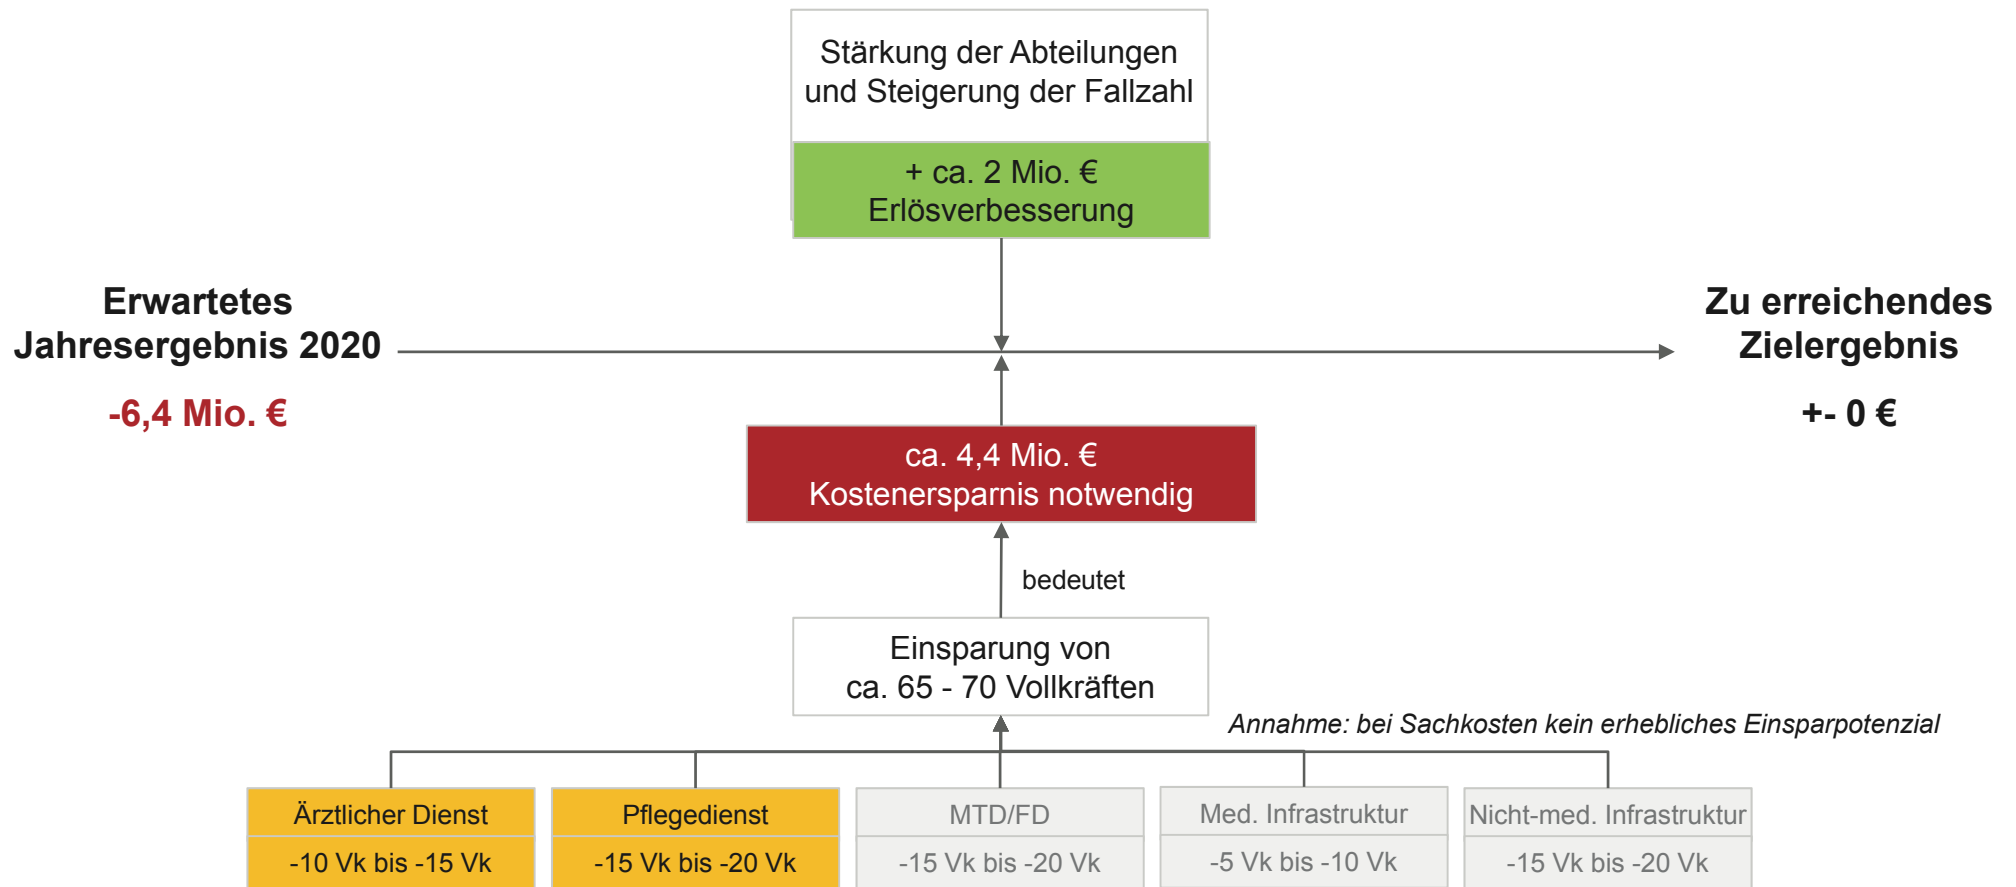 Stärkung der Abteilungen
und Steigerung der Fallzahl
+ ca. 2 Mio. €
Erlösverbesserung
Erwartetes
Jahresergebnis 2020
-6,4 Mio. €
Zu erreichendes
Zielergebnis
+- 0 €
ca. 4,4 Mio. €
Kostenersparnis notwendig
bedeutet
Einsparung von
ca. 65 - 70 Vollkräften
Annahme: bei Sachkosten kein erhebliches Einsparpotenzial
Ärztlicher Dienst
-10 Vk bis -15 Vk
Pflegedienst
-15 Vk bis -20 Vk
MTD/FD
-15 Vk bis -20 Vk
Med. Infrastruktur
-5 Vk bis -10 Vk
Nicht-med. Infrastruktur
-15 Vk bis -20 Vk